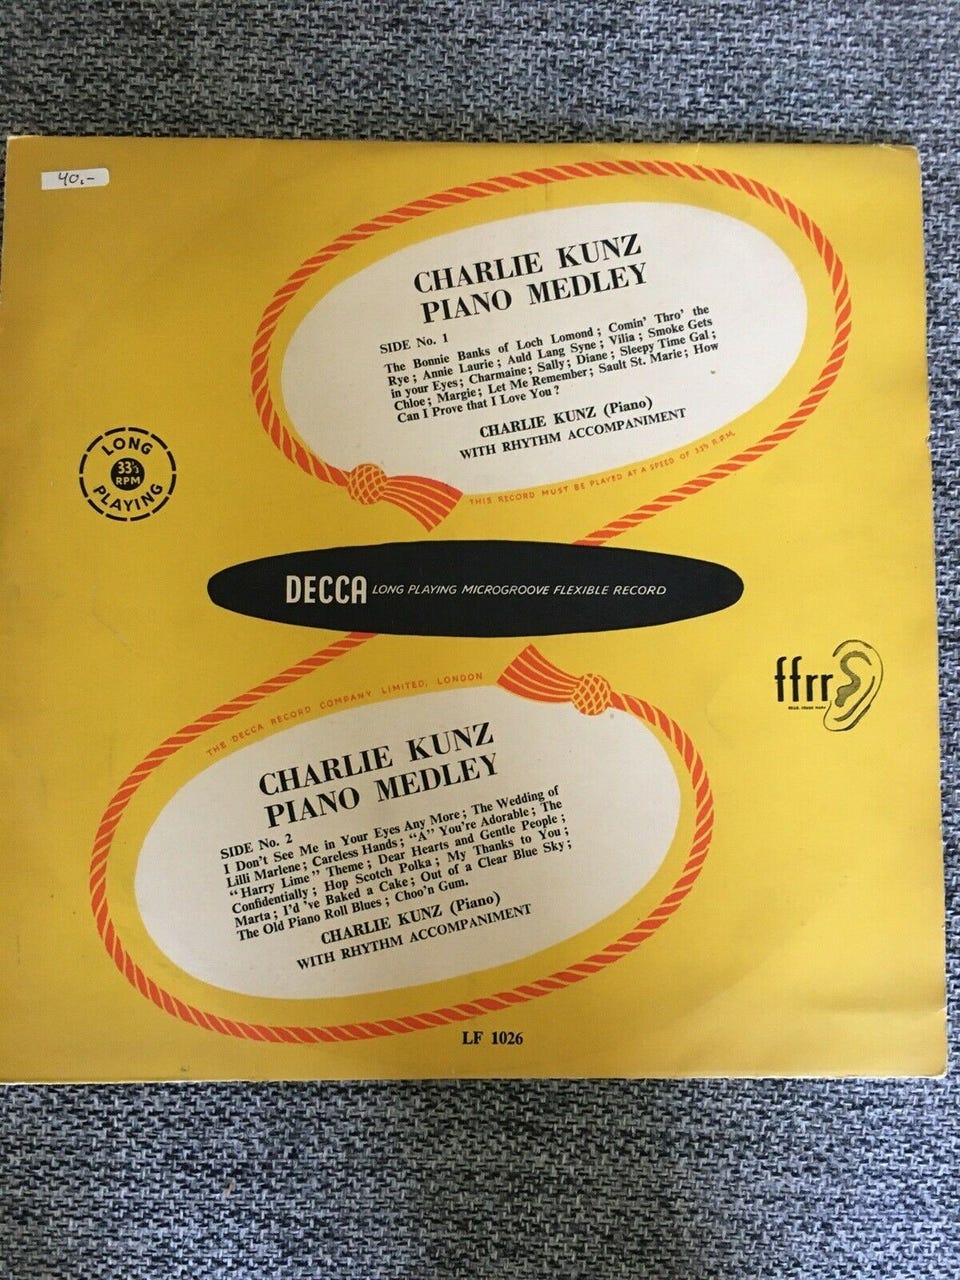 40.-
CHARLIE KUNZ
PIANO MEDLEY
SIDE No. 1
The Bonnie Banks of Loch Lomond; Comin' Thro' the
Rye; Annie Laurie; Auld Lang Syne; Vilia; Smoke Gets
in your Eyes; Charmaine; Sally; Diane; Sleepy Time Gal;
Chloe; Margie; Let Me Remember; Sault St. Marie; How
Can I Prove that I Love You?
CHARLIE KUNZ (Piano)
WITH RHYTHM ACCOMPANIMENT
THIS RECORD MUST BE PLAYED AT A SPEED OF 33⅓ R.P.M.
LONG
33⅓
RPM
PLAYING
DECCA LONG PLAYING MICROGROOVE FLEXIBLE RECORD
ffrr
REGD. TRADE MARK
THE DECCA RECORD COMPANY LIMITED, LONDON
CHARLIE KUNZ
PIANO MEDLEY
SIDE No. 2
I Don't See Me in Your Eyes Any More; The Wedding of
Lilli Marlene; Careless Hands; "A" You're Adorable; The
"Harry Lime" Theme; Dear Hearts and Gentle People;
Confidentially; Hop Scotch Polka; My Thanks to You;
Marta; I'd 've Baked a Cake; Out of a Clear Blue Sky;
The Old Piano Roll Blues; Choo'n Gum.
CHARLIE KUNZ (Piano)
WITH RHYTHM ACCOMPANIMENT
LF 1026